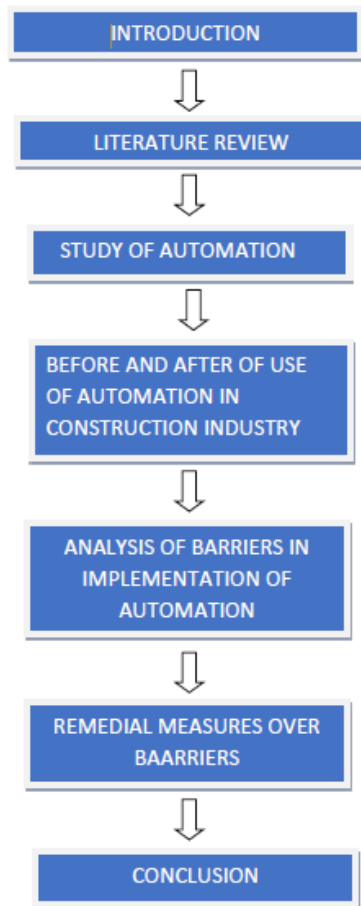 INTRODUCTION
LITERATURE REVIEW
STUDY OF AUTOMATION
BEFORE AND AFTER OF USE
OF AUTOMATION IN
CONSTRUCTION INDUSTRY
ANALYSIS OF BARRIERS IN
IMPLEMENTATION OF
AUTOMATION
REMEDIAL MEASURES OVER
BAARRIERS
CONCLUSION